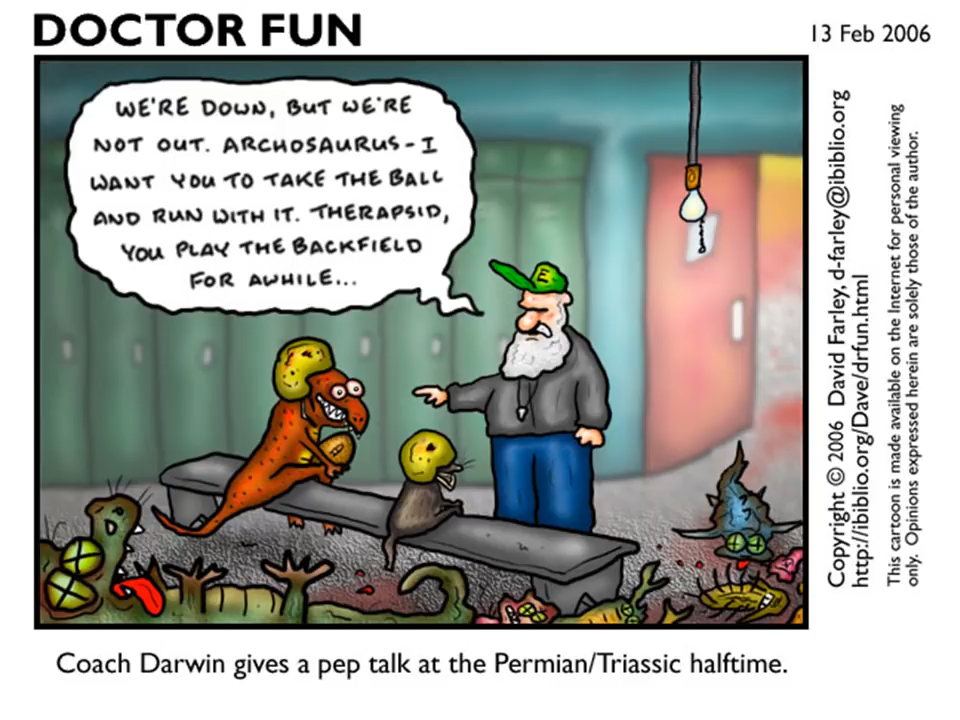 DOCTOR FUN
13 Feb 2006
WE'RE DOWN, BUT WE'RE
NOT OUT. ARCHOSAURUS - I
WANT YOU TO TAKE THE BALL
AND RUN WITH IT. THERAPSID,
YOU PLAY THE BACKFIELD
FOR AWHILE...
E
Copyright © 2006 David Farley, d-farley@ibiblio.org
http://ibiblio.org/Dave/drfun.html
This cartoon is made available on the Internet for personal viewing
only. Opinions expressed herein are solely those of the author.
Coach Darwin gives a pep talk at the Permian/Triassic halftime.